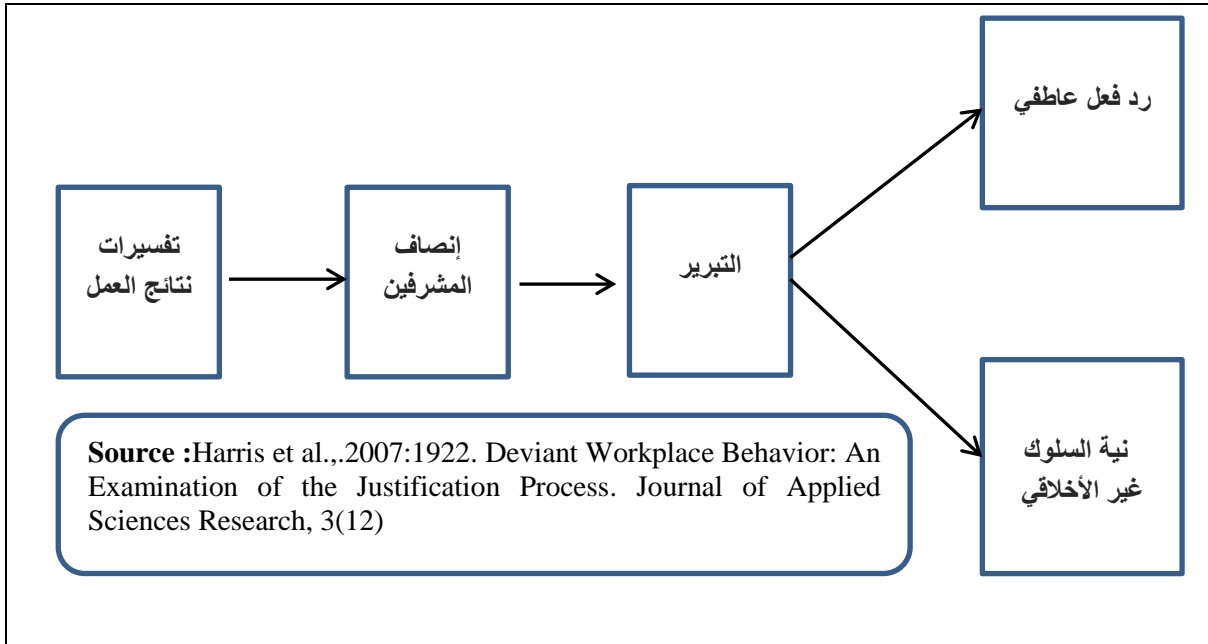 رد فعل عاطفي
تفسيرات
نتائج العمل
إنصاف
المشرفين
التبرير
نية السلوك
غير الأخلاقي
Source :Harris et al.,.2007:1922. Deviant Workplace Behavior: An
Examination of the Justification Process. Journal of Applied
Sciences Research, 3(12)